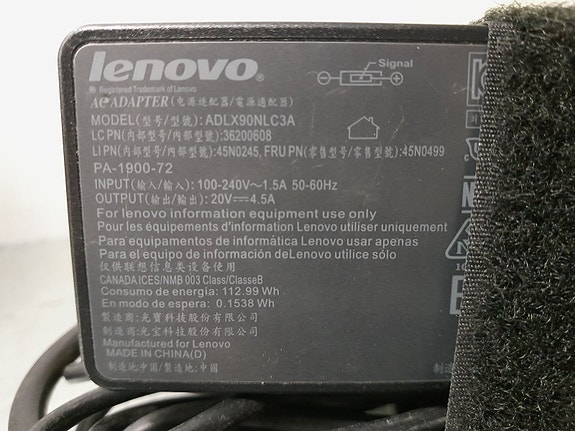 lenovo®
® Registered Trademark of Lenovo
AC ADAPTER (电源适配器/電源適配器)
MODEL(型号/型號): ADLX90NLC3A
LC PN(内部型号/內部型號):36200608
LI PN(内部型号/內部型號):45N0245, FRU PN(零售型号/零售型號):45N0499
PA-1900-72
INPUT(输入/輸入): 100-240V~1.5A 50-60Hz
OUTPUT(输出/輸出): 20V⎓4.5A
For lenovo information equipment use only
Pour les équipements d'information Lenovo utiliser uniquement
Para equipamentos de informática Lenovo usar apenas
Para el equipo de información deLenovo utilice sólo
仅供联想信息类设备使用
CANADA ICES/NMB 003 Class/ClasseB
Consumo de energía: 112.99 Wh
En modo de espera: 0.1538 Wh
製造商:光寶科技股份有限公司
制造商:光宝科技股份有限公司
Manufactured for Lenovo
MADE IN CHINA(D)
制造地:中国/製造地:中國
Signal